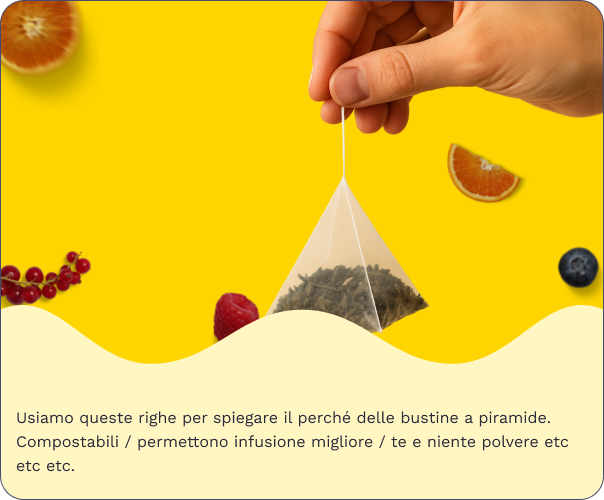 Usiamo queste righe per spiegare il perché delle bustine a piramide.
Compostabili / permettono infusione migliore / te e niente polvere etc
etc etc.